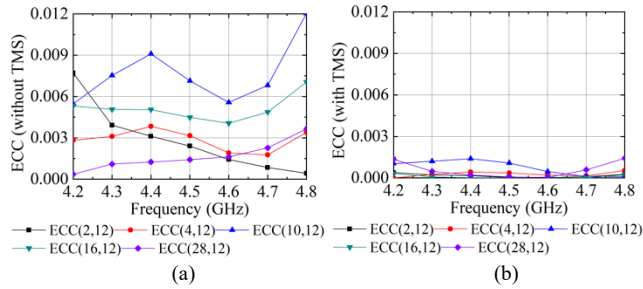 0.012
0.009
0.006
0.003
0.000
ECC (without TMS)
4.2 4.3 4.4 4.5 4.6 4.7 4.8
Frequency (GHz)
ECC(2,12) ECC(4,12) ECC(10,12)
ECC(16,12) ECC(28,12)
(a)
0.012
0.009
0.006
0.003
0.000
ECC (with TMS)
4.2 4.3 4.4 4.5 4.6 4.7 4.8
Frequency (GHz)
ECC(2,12) ECC(4,12) ECC(10,12)
ECC(16,12) ECC(28,12)
(b)